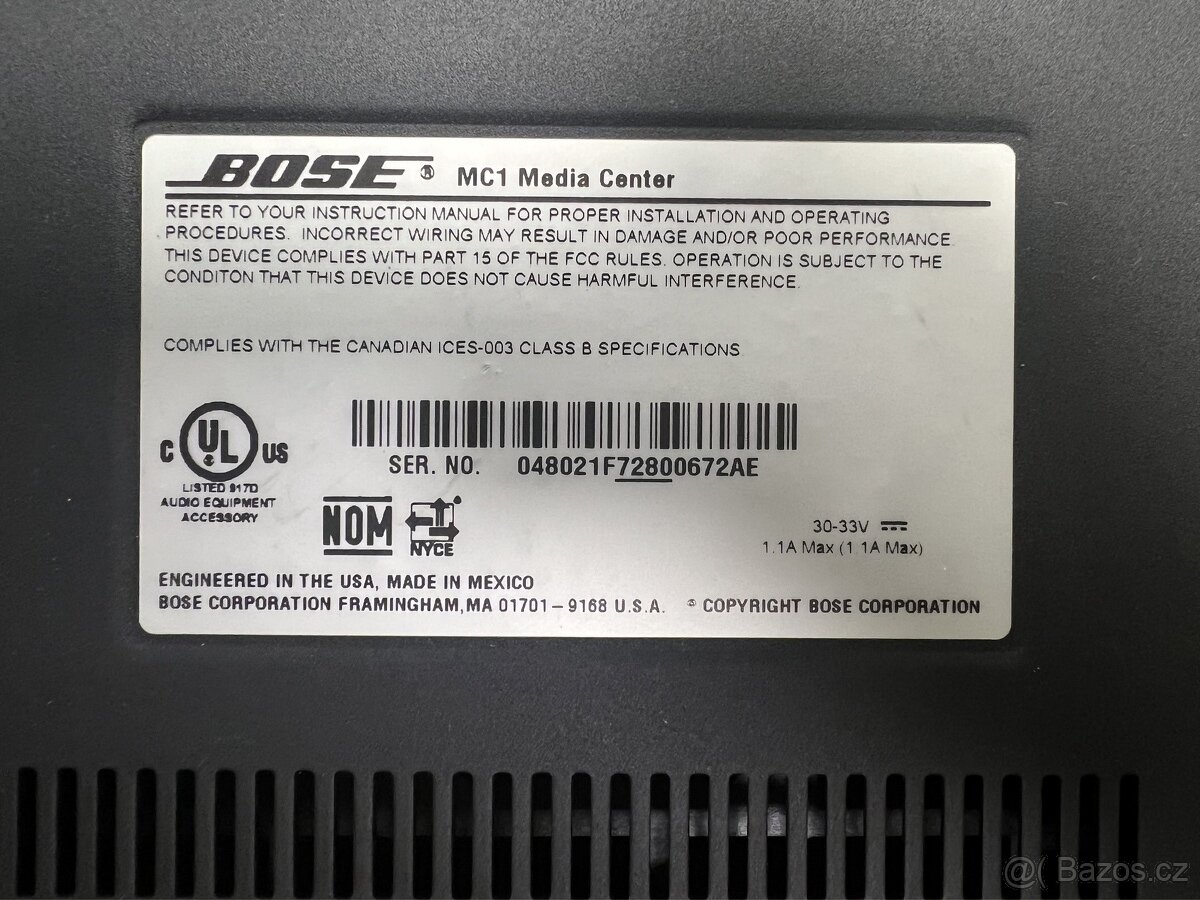 BOSE ® MC1 Media Center
REFER TO YOUR INSTRUCTION MANUAL FOR PROPER INSTALLATION AND OPERATING
PROCEDURES. INCORRECT WIRING MAY RESULT IN DAMAGE AND/OR POOR PERFORMANCE.
THIS DEVICE COMPLIES WITH PART 15 OF THE FCC RULES. OPERATION IS SUBJECT TO THE
CONDITON THAT THIS DEVICE DOES NOT CAUSE HARMFUL INTERFERENCE.
COMPLIES WITH THE CANADIAN ICES-003 CLASS B SPECIFICATIONS
C UL US
SER. NO. 048021F72800672AE
LISTED 917D
AUDIO EQUIPMENT
ACCESSORY
NOM NYCE
30-33V
1.1A Max (1.1A Max)
ENGINEERED IN THE USA, MADE IN MEXICO
BOSE CORPORATION FRAMINGHAM, MA 01701-9168 U.S.A. © COPYRIGHT BOSE CORPORATION
@( Bazos.cz